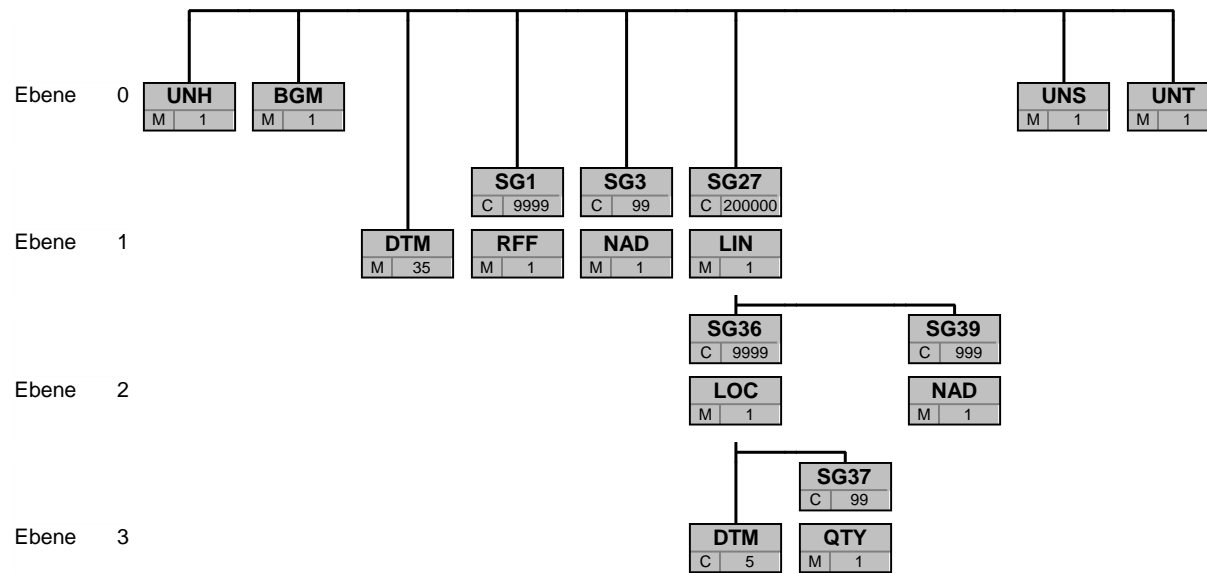 Ebene 0 UNH BGM UNS UNT
M 1 M 1 M 1 M 1
SG1 SG3 SG27
C 9999 C 99 C 200000
Ebene 1 DTM RFF NAD LIN
M 35 M 1 M 1 M 1
SG36 SG39
C 9999 C 999
Ebene 2 LOC NAD
M 1 M 1
SG37
C 99
Ebene 3 DTM QTY
C 5 M 1